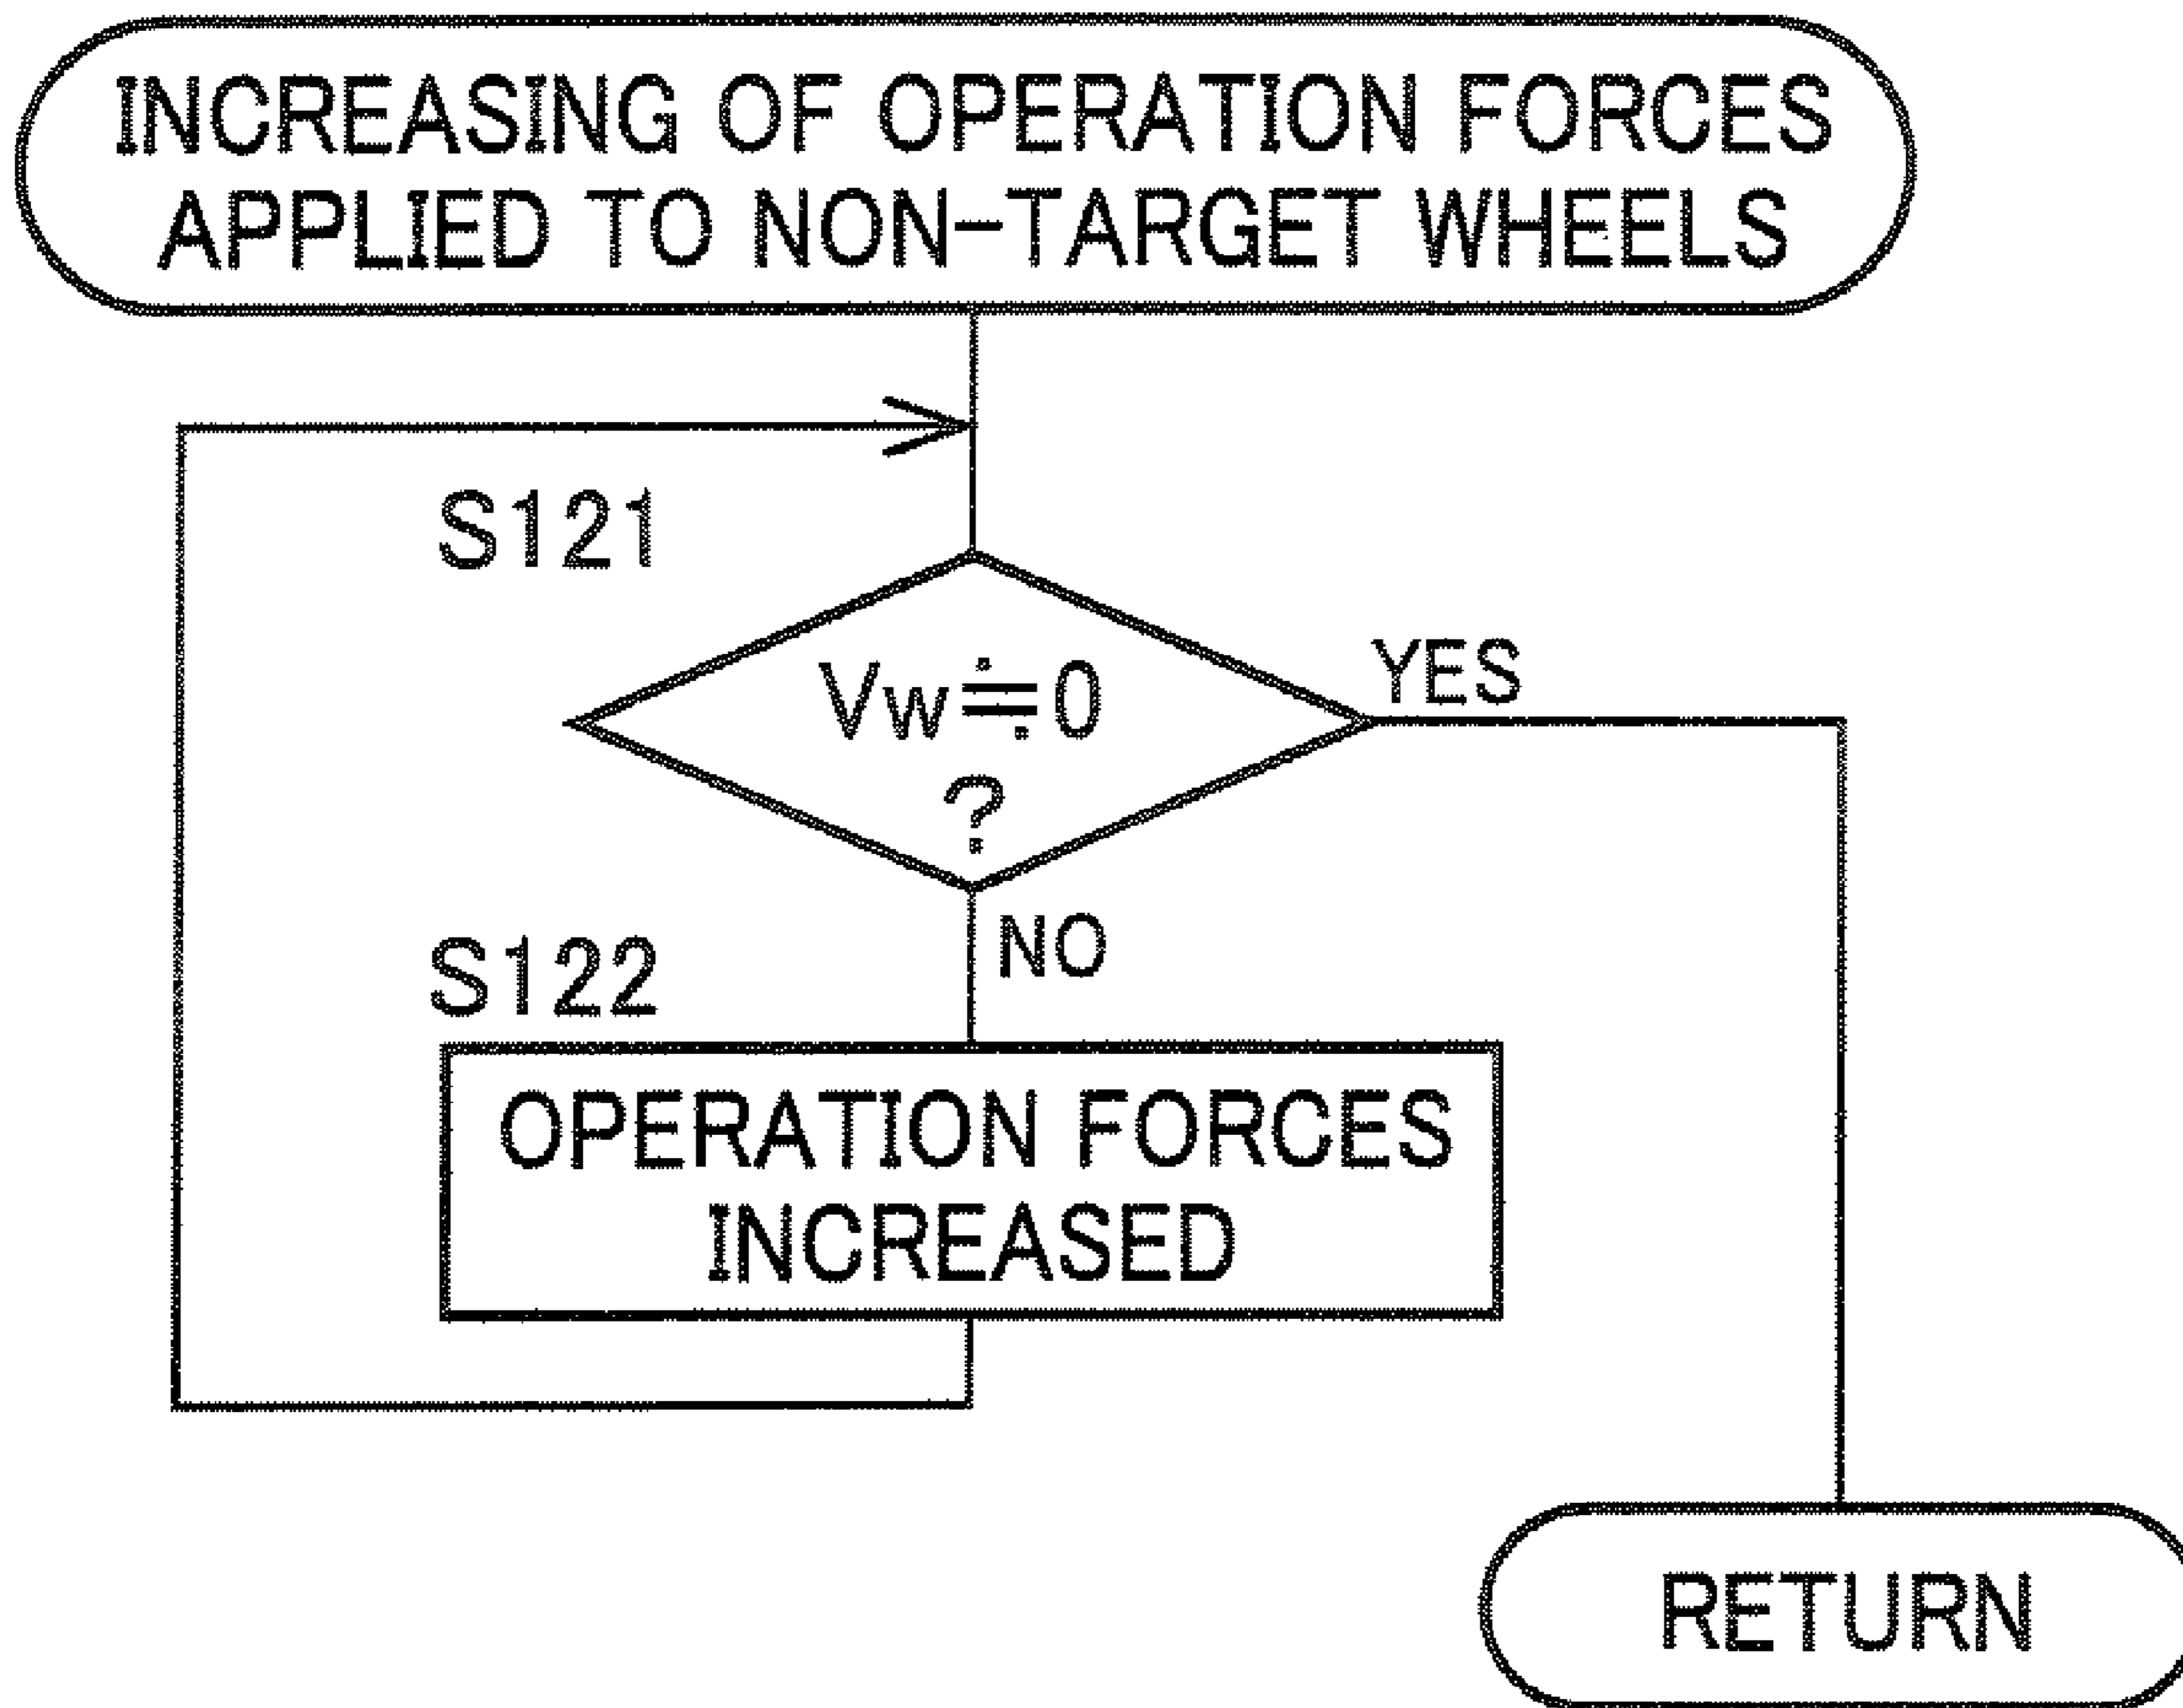 INCREASING OF OPERATION FORCES
APPLIED TO NON-TARGET WHEELS
S121
Vw≒0
?
YES
NO
S122
OPERATION FORCES
INCREASED
RETURN